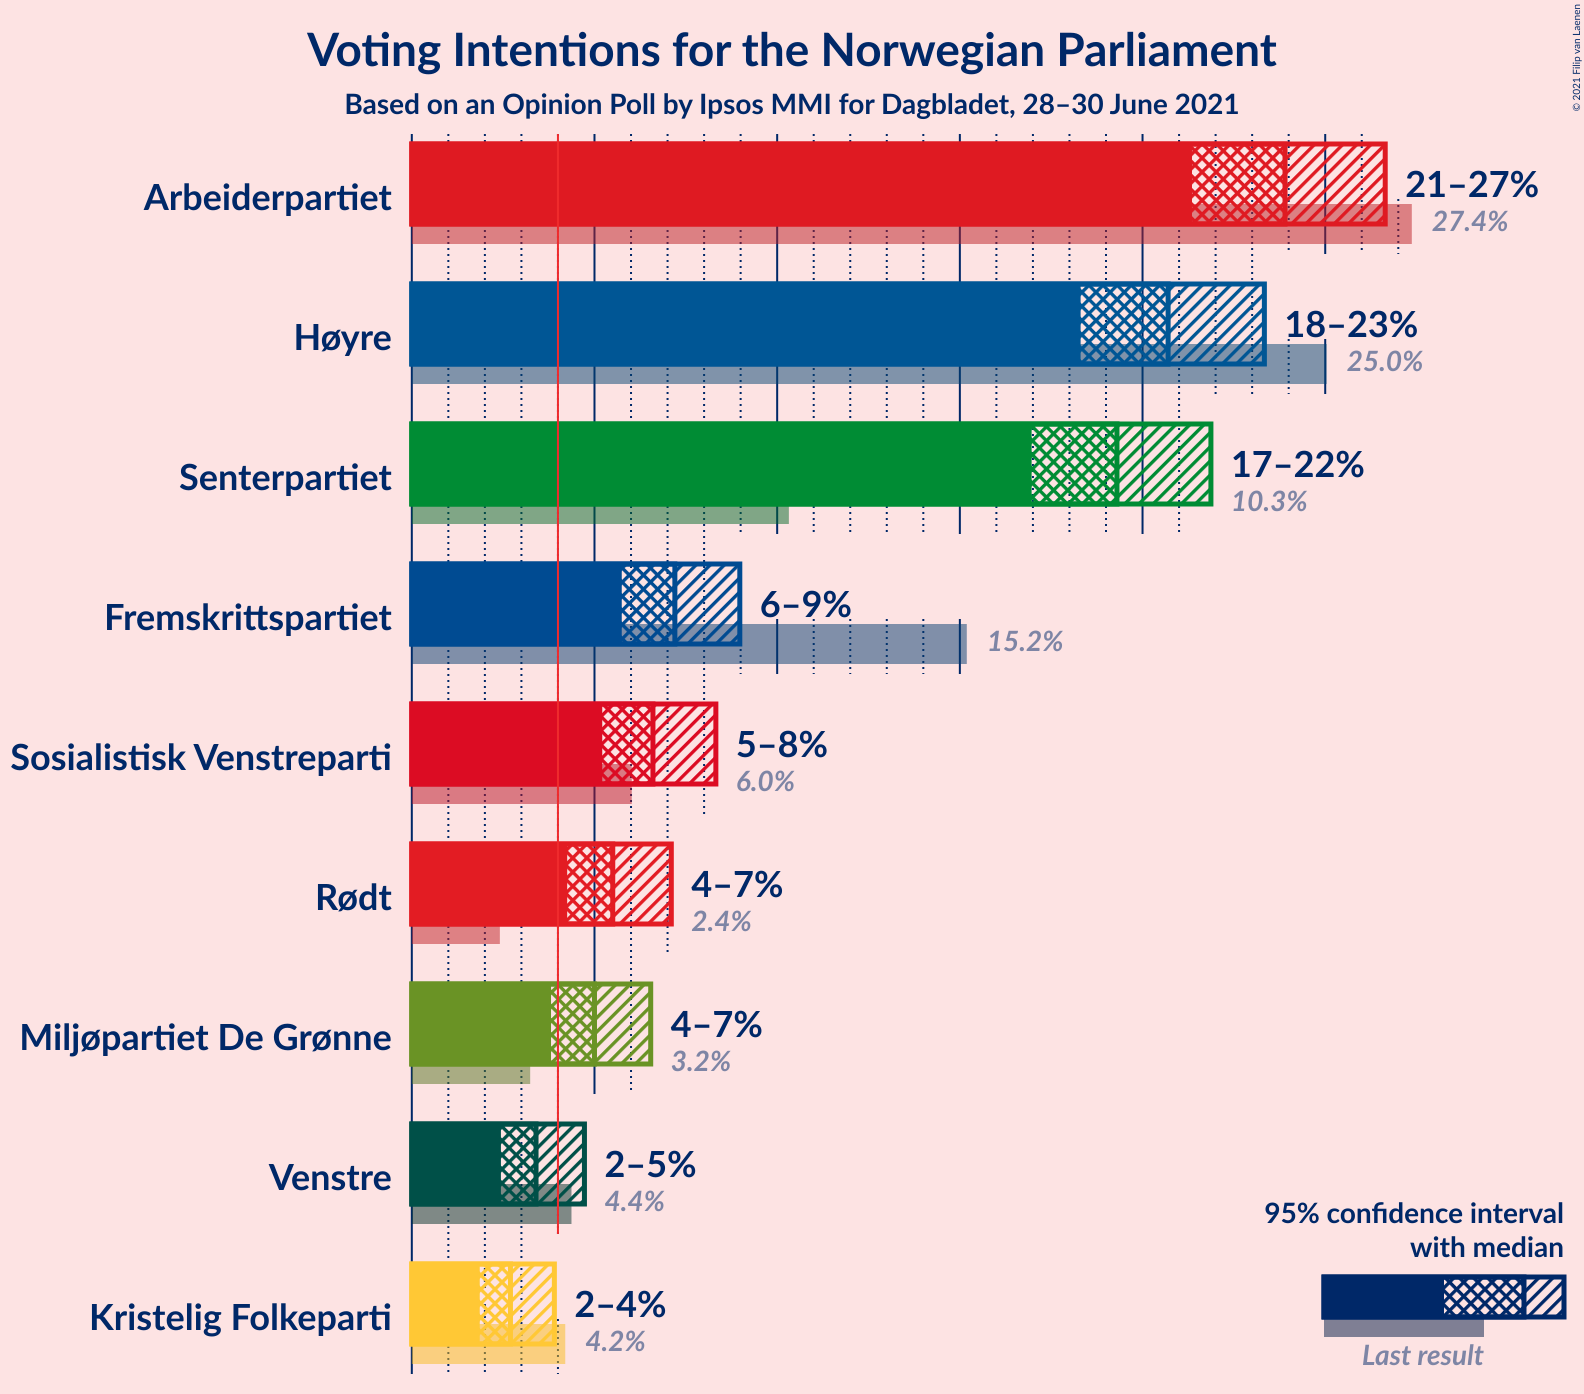 Voting Intentions for the Norwegian Parliament
Based on an Opinion Poll by Ipsos MMI for Dagbladet, 28–30 June 2021
© 2021 Filip van Laenen
Arbeiderpartiet
21–27%
27.4%
Høyre
18–23%
25.0%
Senterpartiet
17–22%
10.3%
Fremskrittspartiet
6–9%
15.2%
Sosialistisk Venstreparti
5–8%
6.0%
Rødt
4–7%
2.4%
Miljøpartiet De Grønne
4–7%
3.2%
Venstre
2–5%
4.4%
Kristelig Folkeparti
2–4%
4.2%
95% confidence interval
with median
Last result